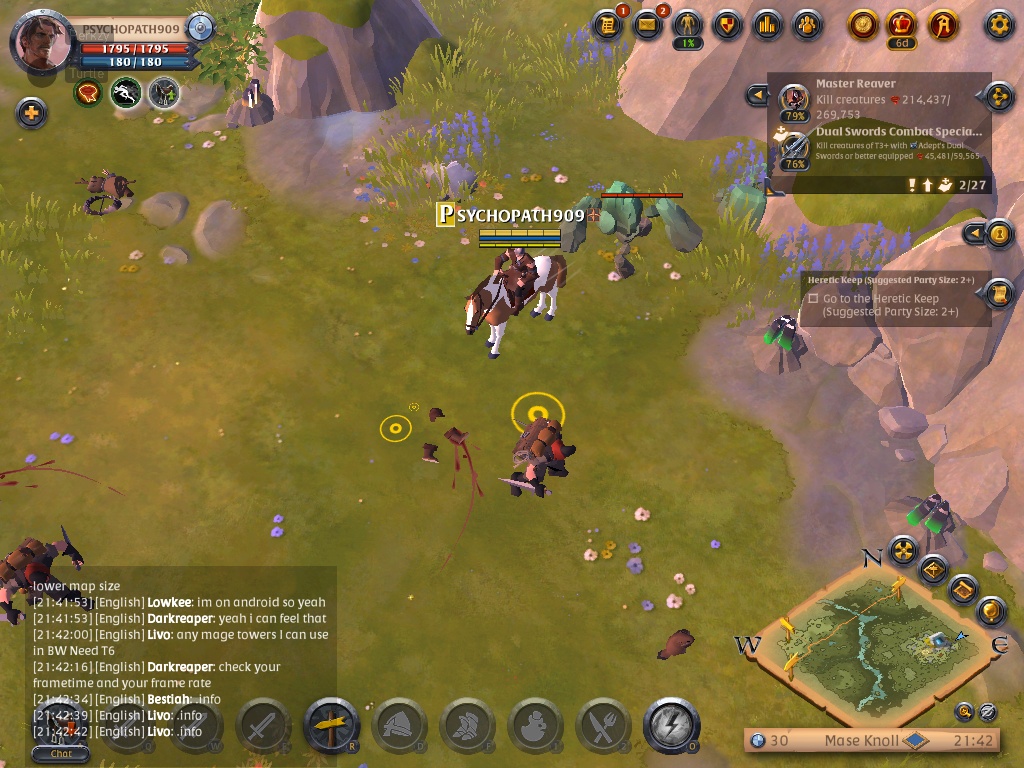 PSYCHOPATH909
1795/1795
180/180
1
2
1%
6d
Master Reaver
Kill creatures 214,437/
269,753
79%
Dual Swords Combat Specia...
Kill creatures of T3+ with Adept's Dual
Swords or better equipped 45,481/59,565
76%
2/27
PSYCHOPATH909
Heretic Keep (Suggested Party Size: 2+)
Go to the Heretic Keep
(Suggested Party Size: 2+)
lower map size
[21:41:53] [English] Lowkee: im on android so yeah
[21:41:53] [English] Darkreaper: yeah i can feel that
[21:42:00] [English] Livo: any mage towers I can use
in BW Need T6
[21:42:16] [English] Darkreaper: check your
frametime and your frame rate
[21:42:34] [English] Bestiah: .info
[21:42:39] [English] Livo: .info
[21:42:42] [English] Livo: .info
Chat
W
R
O
N
W
E
30 Mase Knoll 21:42